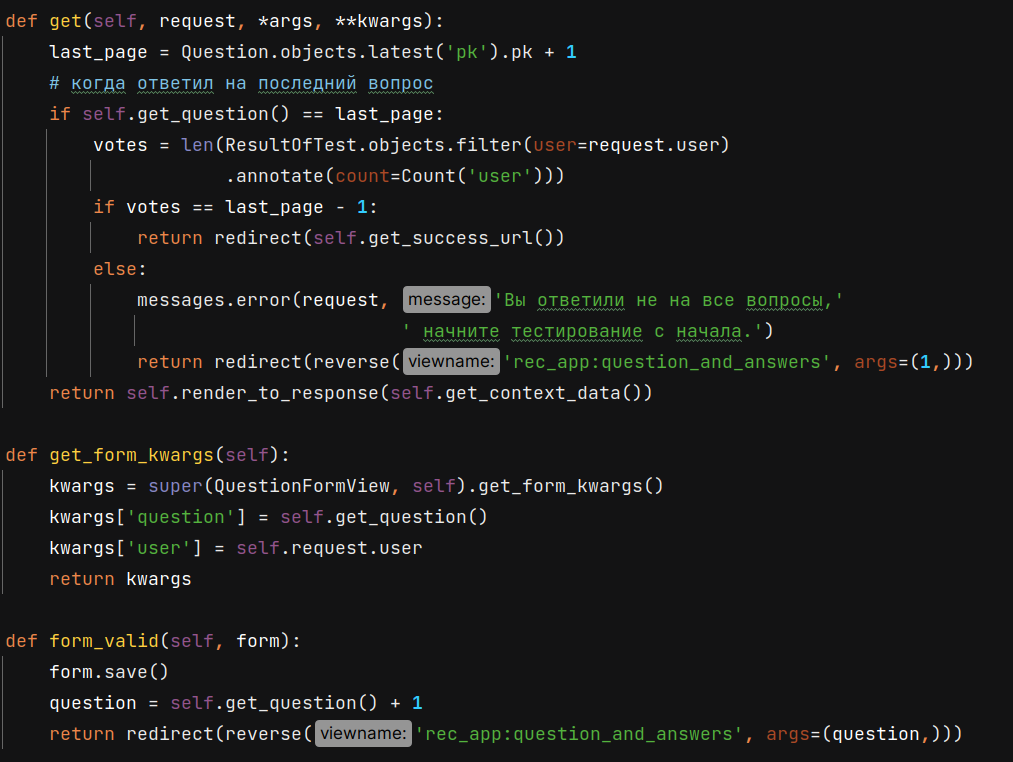 def get(self, request, *args, **kwargs):
    last_page = Question.objects.latest('pk').pk + 1
    # когда ответил на последний вопрос
    if self.get_question() == last_page:
        votes = len(ResultOfTest.objects.filter(user=request.user)
                    .annotate(count=Count('user')))
        if votes == last_page - 1:
            return redirect(self.get_success_url())
        else:
            messages.error(request, message: 'Вы ответили не на все вопросы,'
                                    ' начните тестирование с начала.')
            return redirect(reverse( viewname: 'rec_app:question_and_answers', args=(1,)))
    return self.render_to_response(self.get_context_data())

def get_form_kwargs(self):
    kwargs = super(QuestionFormView, self).get_form_kwargs()
    kwargs['question'] = self.get_question()
    kwargs['user'] = self.request.user
    return kwargs

def form_valid(self, form):
    form.save()
    question = self.get_question() + 1
    return redirect(reverse( viewname: 'rec_app:question_and_answers', args=(question,)))